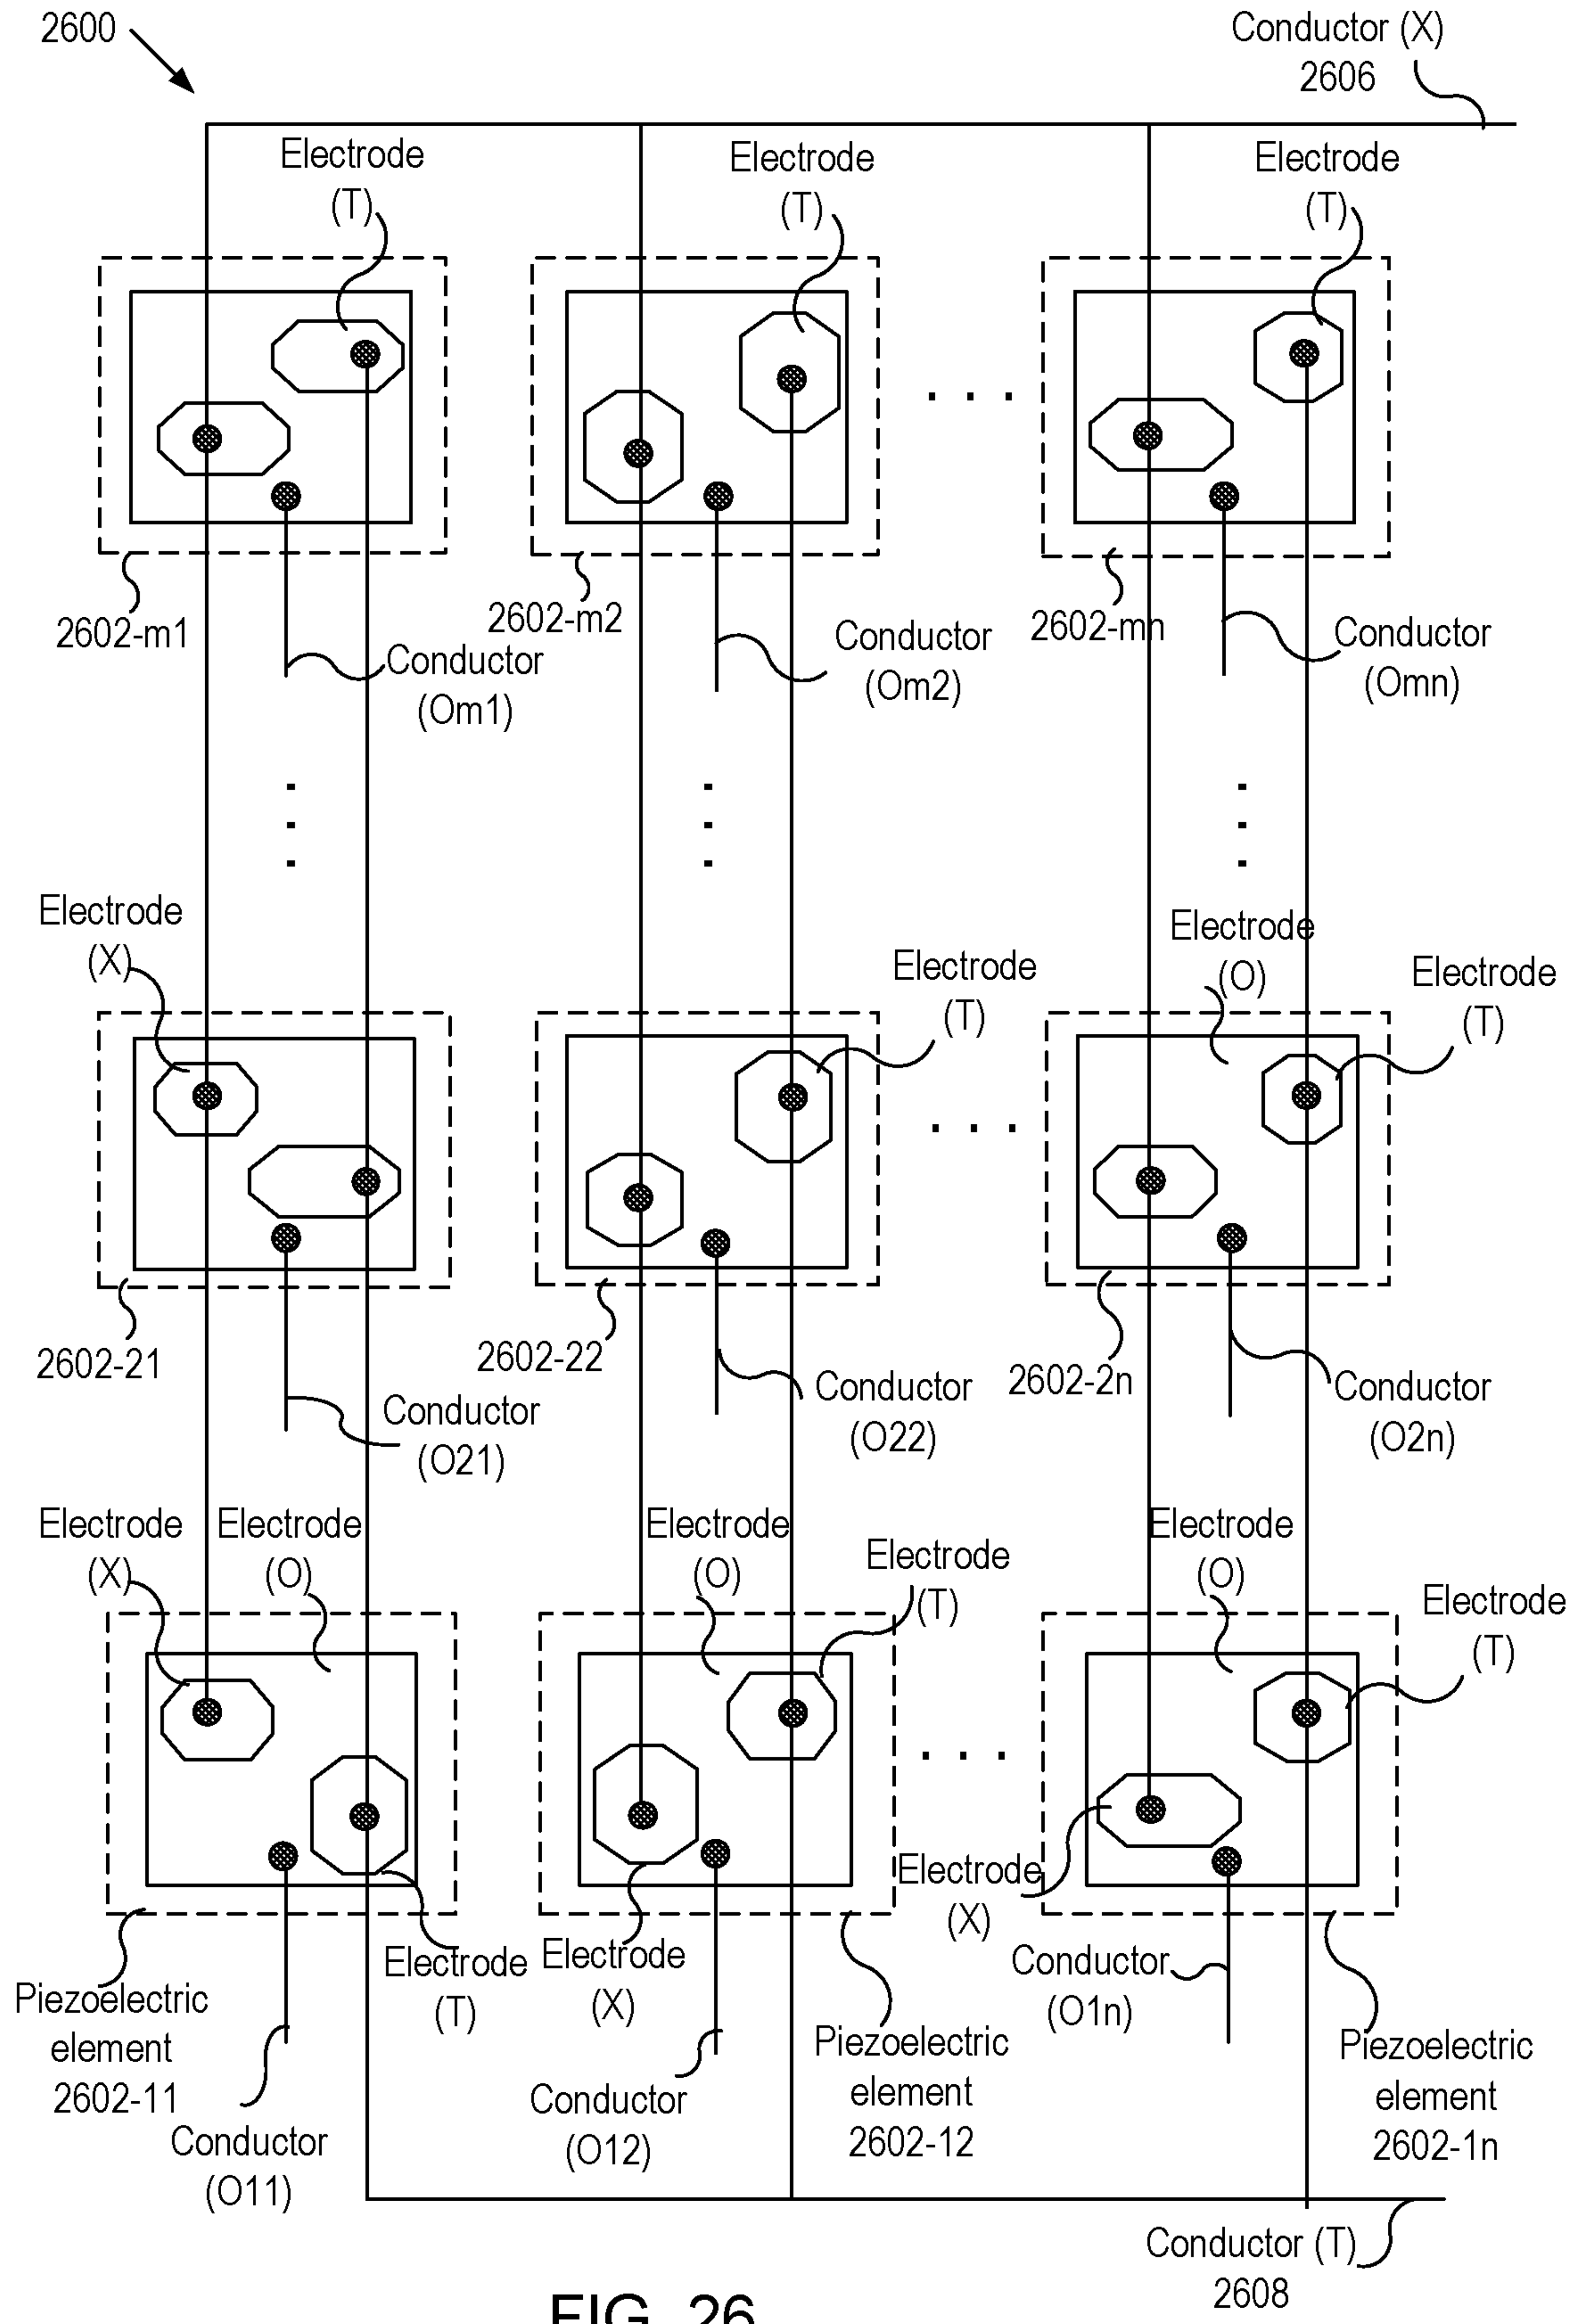 2600
Conductor (X)
2606
Electrode
(T)
Electrode
(T)
Electrode
(T)
2602-m1
2602-m2
2602-mn
Conductor
(Om1)
Conductor
(Om2)
Conductor
(Omn)
Electrode
(X)
Electrode
(T)
Electrode
(O)
Electrode
(T)
2602-21
2602-22
2602-2n
Conductor
(O21)
Conductor
(O22)
Conductor
(O2n)
Electrode
(X)
Electrode
(O)
Electrode
(O)
Electrode
(T)
Electrode
(O)
Electrode
(T)
Electrode
(X)
Electrode
(T)
Electrode
(X)
Conductor
(O1n)
Piezoelectric
element
2602-11
Conductor
(O11)
Conductor
(O12)
Piezoelectric
element
2602-12
Piezoelectric
element
2602-1n
Conductor (T)
2608
FIG. 26